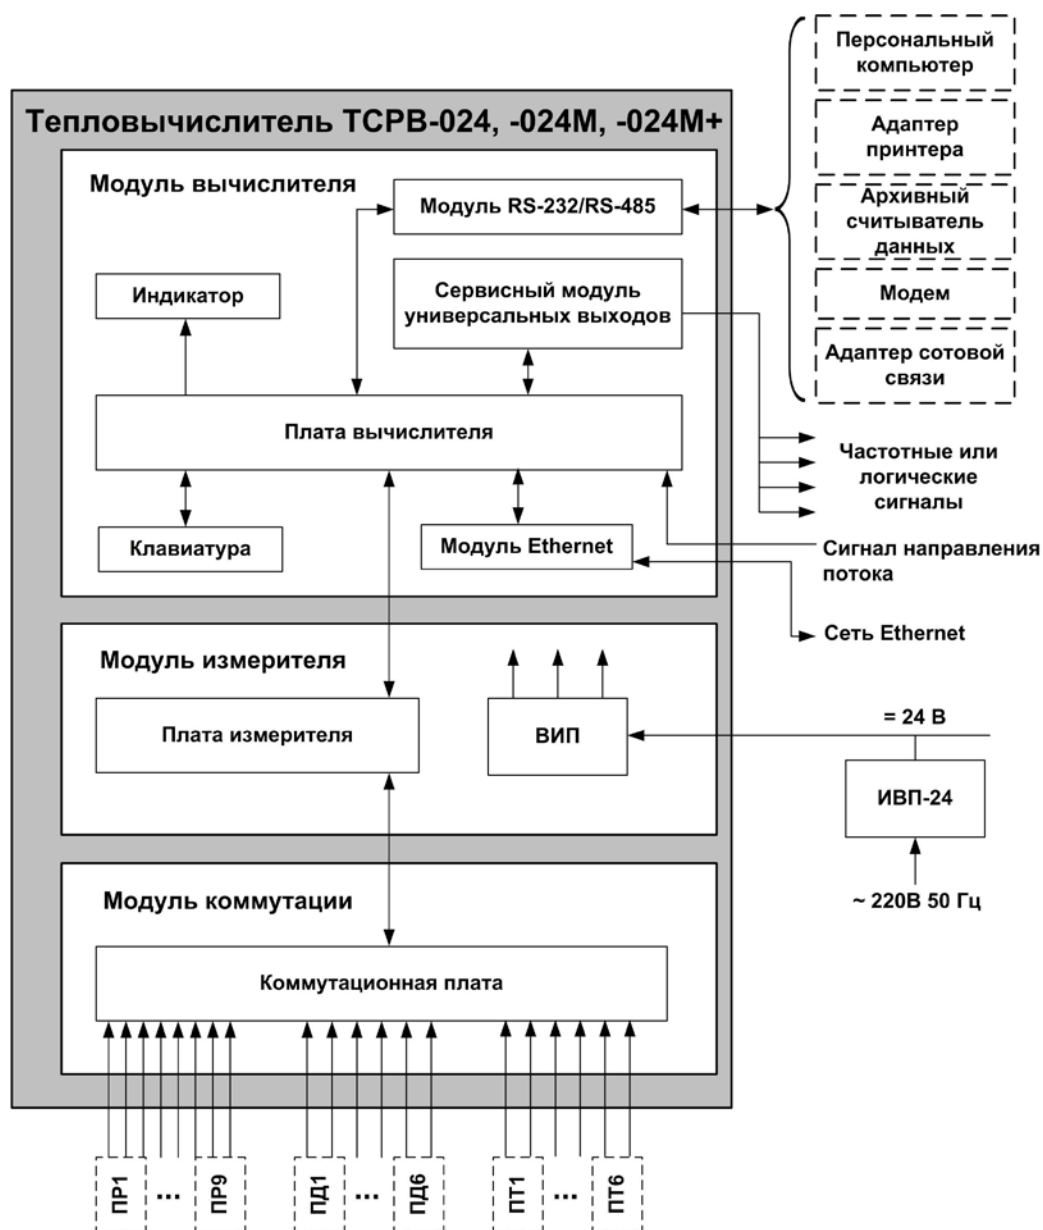 Персональный
компьютер
Адаптер
принтера
Архивный
считыватель
данных
Модем
Адаптер сотовой
связи
Тепловычислитель ТСРВ-024, -024М, -024М+
Модуль вычислителя
Модуль RS-232/RS-485
Индикатор
Сервисный модуль
универсальных выходов
Плата вычислителя
Частотные или
логические
сигналы
Клавиатура
Модуль Ethernet
Сигнал направления
потока
Сеть Ethernet
Модуль измерителя
Плата измерителя
ВИП
= 24 В
ИВП-24
~ 220В 50 Гц
Модуль коммутации
Коммутационная плата
ПР1
...
ПР9
ПД1
...
ПД6
ПТ1
...
ПТ6